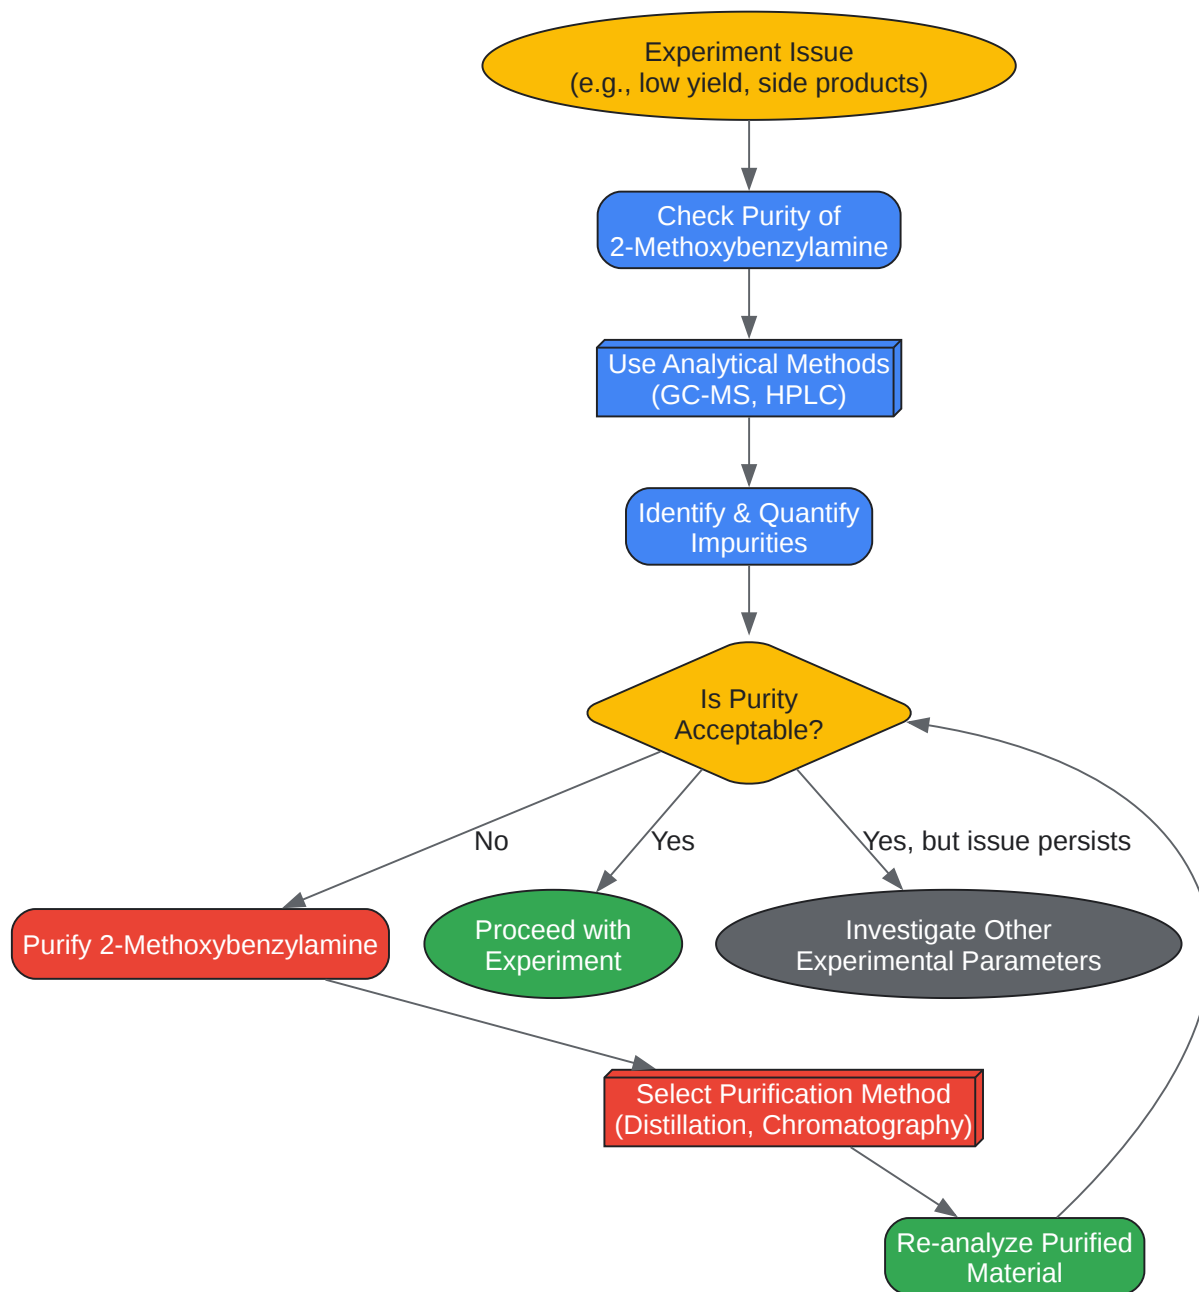 Experiment Issue
(e.g., low yield, side products)
Check Purity of
2-Methoxybenzylamine
Use Analytical Methods
(GC-MS, HPLC)
Identify & Quantify
Impurities
Is Purity
Acceptable?
No
Yes
Yes, but issue persists
Purify 2-Methoxybenzylamine
Proceed with
Experiment
Investigate Other
Experimental Parameters
Select Purification Method
(Distillation, Chromatography)
Re-analyze Purified
Material